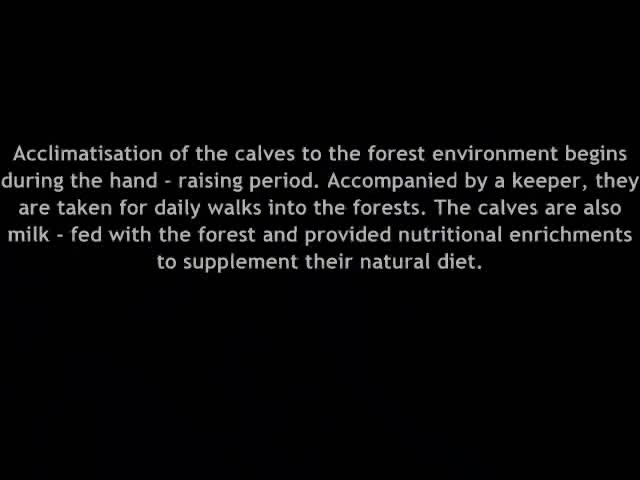 Acclimatisation of the calves to the forest environment begins
during the hand - raising period. Accompanied by a keeper, they
are taken for daily walks into the forests. The calves are also
milk - fed with the forest and provided nutritional enrichments
to supplement their natural diet.